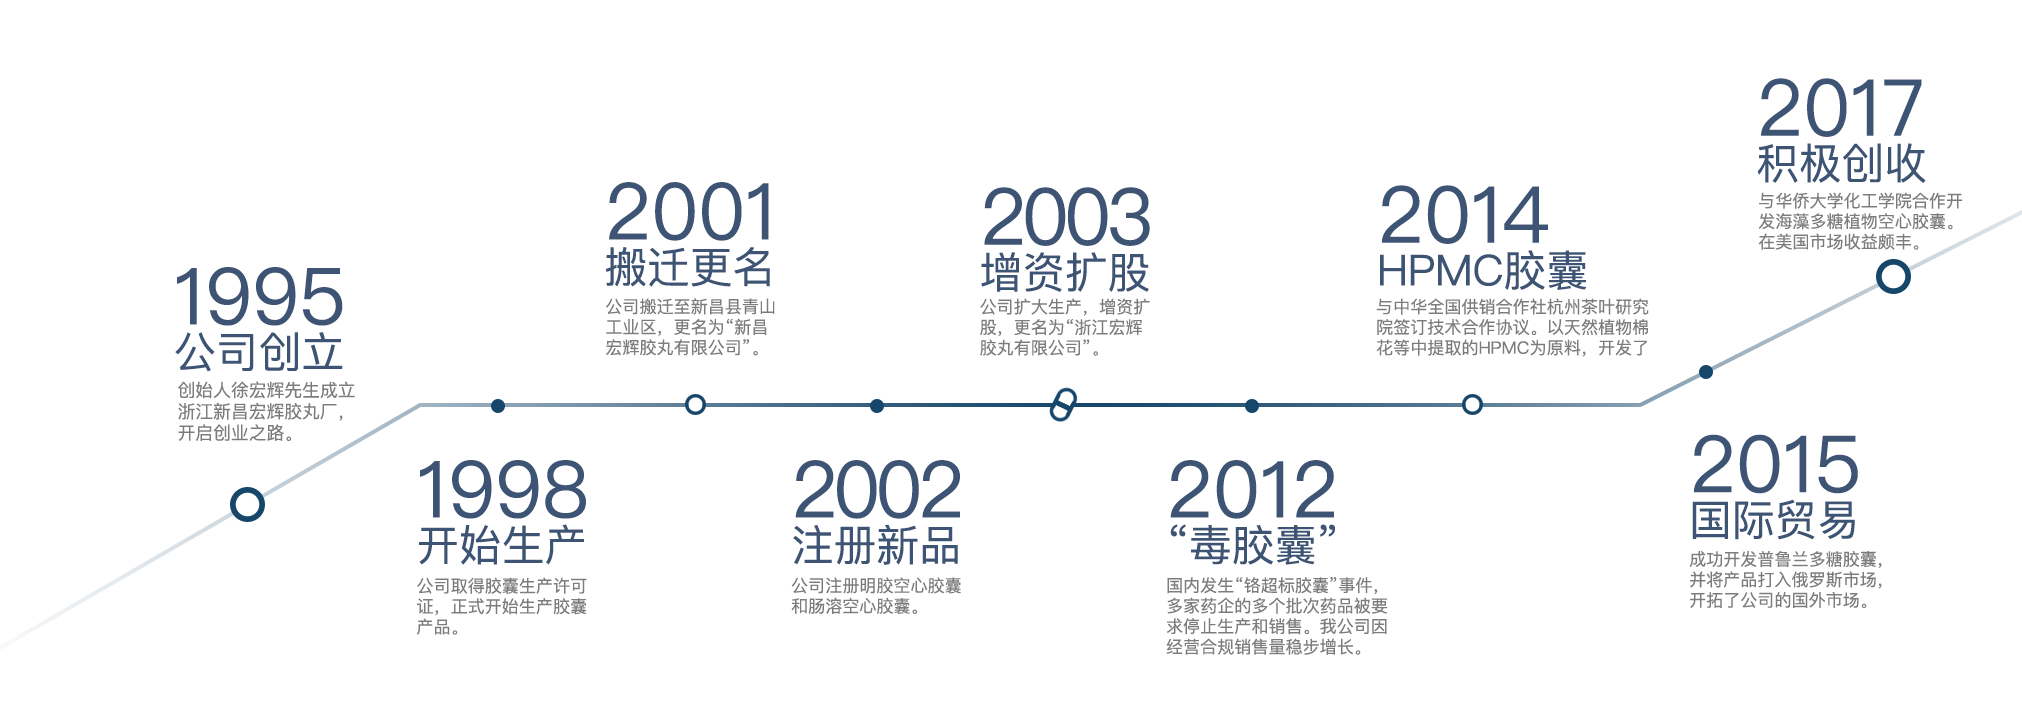 1995
公司创立
创始人徐宏辉先生成立
浙江新昌宏辉胶丸厂，
开启创业之路。
1998
开始生产
公司取得胶囊生产许可
证，正式开始生产胶囊
产品。
2001
搬迁更名
公司搬迁至新昌县青山
工业区，更名为“新昌
宏辉胶丸有限公司”。
2002
注册新品
公司注册明胶空心胶囊
和肠溶空心胶囊。
2003
增资扩股
公司扩大生产，增资扩
股，更名为“浙江宏辉
胶丸有限公司”。
2012
“毒胶囊”
国内发生“铬超标胶囊”事件，
多家药企的多个批次药品被要
求停止生产和销售。我公司因
经营合规销售量稳步增长。
2014
HPMC胶囊
与中华全国供销合作社杭州茶叶研究
院签订技术合作协议。以天然植物棉
花等中提取的HPMC为原料，开发了
2015
国际贸易
成功开发普鲁兰多糖胶囊，
并将产品打入俄罗斯市场，
开拓了公司的国外市场。
2017
积极创收
与华侨大学化工学院合作开
发海藻多糖植物空心胶囊。
在美国市场收益颇丰。